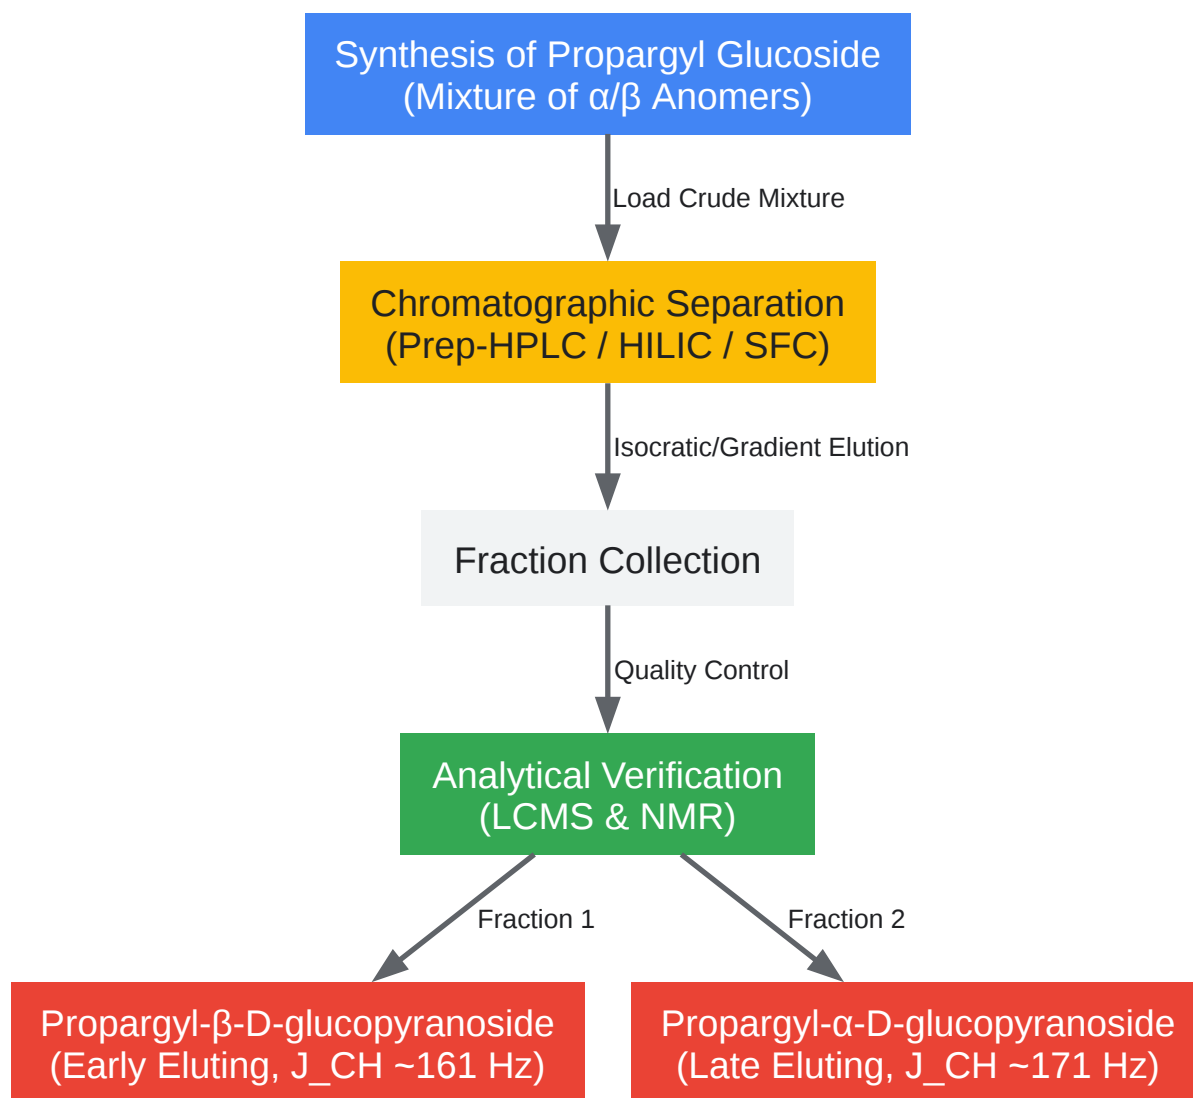 Synthesis of Propargyl Glucoside
(Mixture of α/β Anomers)
Load Crude Mixture
Chromatographic Separation
(Prep-HPLC / HILIC / SFC)
Isocratic/Gradient Elution
Fraction Collection
Quality Control
Analytical Verification
(LCMS & NMR)
Fraction 1
Fraction 2
Propargyl-β-D-glucopyranoside
(Early Eluting, J_CH ~161 Hz)
Propargyl-α-D-glucopyranoside
(Late Eluting, J_CH ~171 Hz)